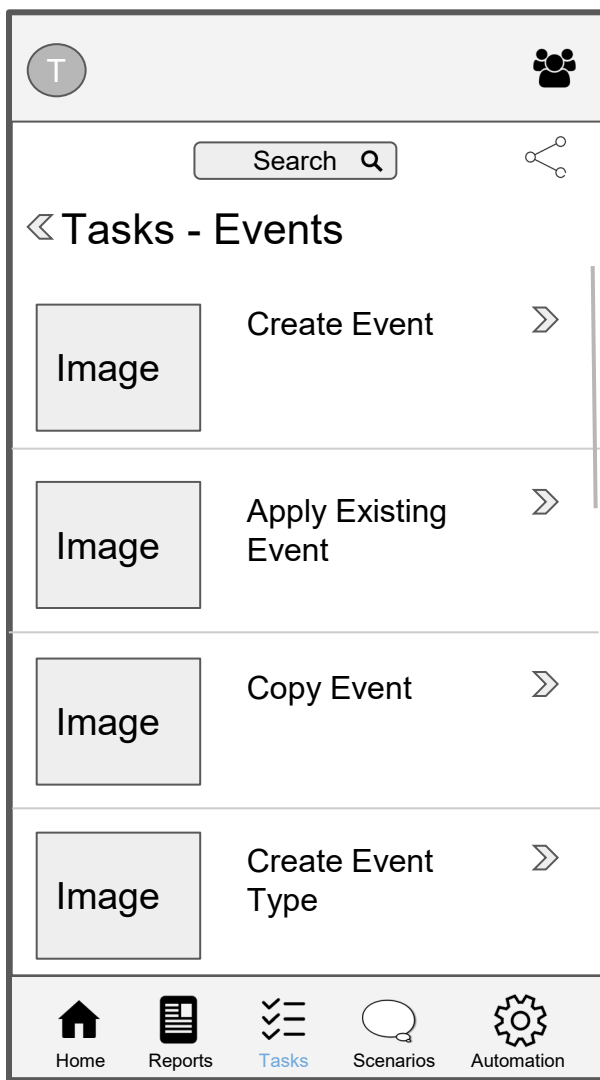 T
Search
Tasks - Events
Image
Create Event
Image
Apply Existing
Event
Image
Copy Event
Image
Create Event
Type
Home
Reports
Tasks
Scenarios
Automation